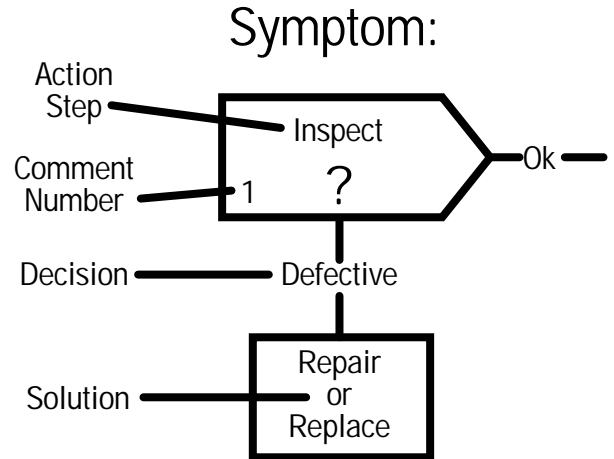 Symptom:
Action
Step
Inspect
Ok
Comment
Number
1
?
Decision
Defective
Solution
Repair
or
Replace